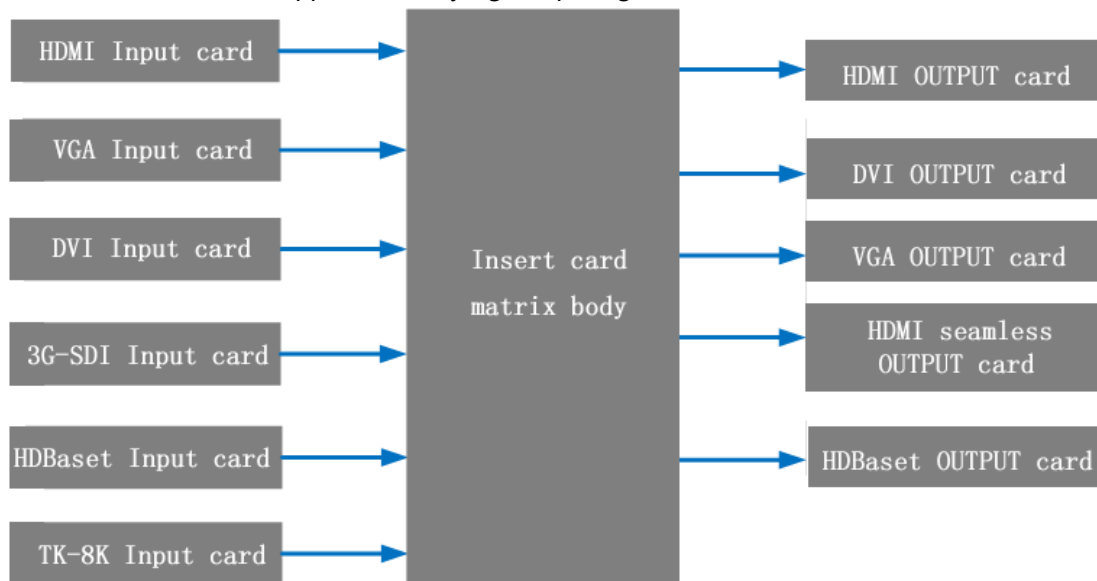 HDMI Input card
VGA Input card
DVI Input card
3G-SDI Input card
HDBaset Input card
TK-8K Input card
Insert card
matrix body
HDMI OUTPUT card
DVI OUTPUT card
VGA OUTPUT card
HDMI seamless
OUTPUT card
HDBaset OUTPUT card